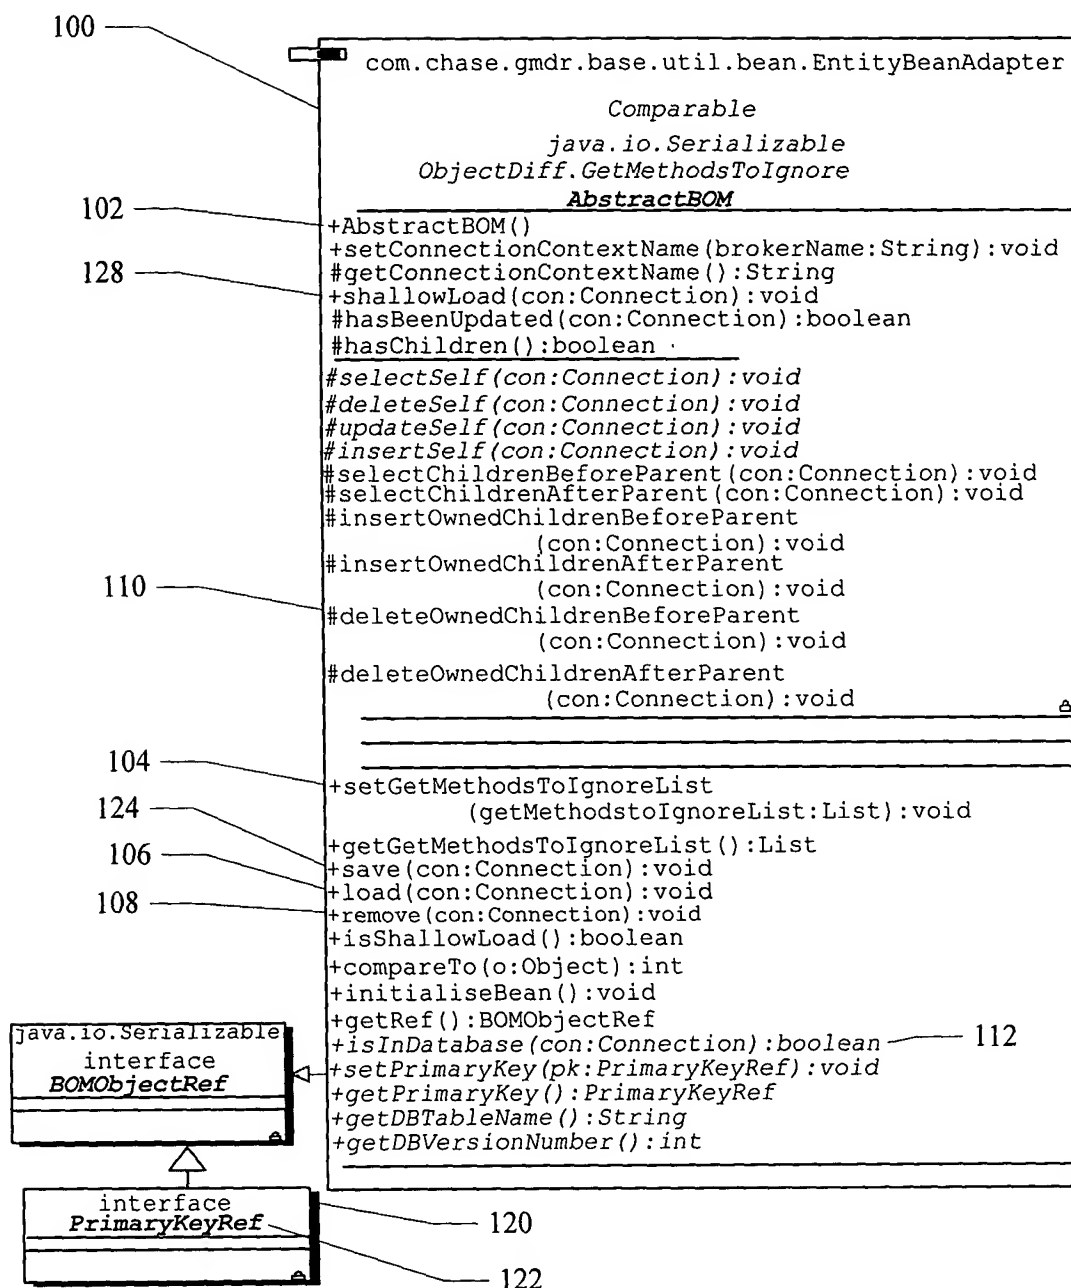 100
com.chase.gmdr.base.util.bean.EntityBeanAdapter
Comparable
java.io.Serializable
ObjectDiff.GetMethodsToIgnore
AbstractBOM
102
+AbstractBOM()
+setConnectionContextName(brokerName:String):void
128
#getConnectionContextName():String
+shallowLoad(con:Connection):void
#hasBeenUpdated(con:Connection):boolean
#hasChildren():boolean
#selectSelf(con:Connection):void
#deleteSelf(con:Connection):void
#updateSelf(con:Connection):void
#insertSelf(con:Connection):void
#selectChildrenBeforeParent(con:Connection):void
#selectChildrenAfterParent(con:Connection):void
#insertOwnedChildrenBeforeParent
(con:Connection):void
#insertOwnedChildrenAfterParent
(con:Connection):void
110
#deleteOwnedChildrenBeforeParent
(con:Connection):void
#deleteOwnedChildrenAfterParent
(con:Connection):void
104
+setGetMethodsToIgnoreList
(getMethodstoIgnoreList:List):void
124
+getGetMethodsToIgnoreList():List
+save(con:Connection):void
106
+load(con:Connection):void
108
+remove(con:Connection):void
+isShallowLoad():boolean
+compareTo(o:Object):int
+initialiseBean():void
+getRef():BOMObjectRef
+isInDatabase(con:Connection):boolean
112
+setPrimaryKey(pk:PrimaryKeyRef):void
+getPrimaryKey():PrimaryKeyRef
+getDBTableName():String
+getDBVersionNumber():int
java.io.Serializable
interface
BOMObjectRef
interface
PrimaryKeyRef
120
122